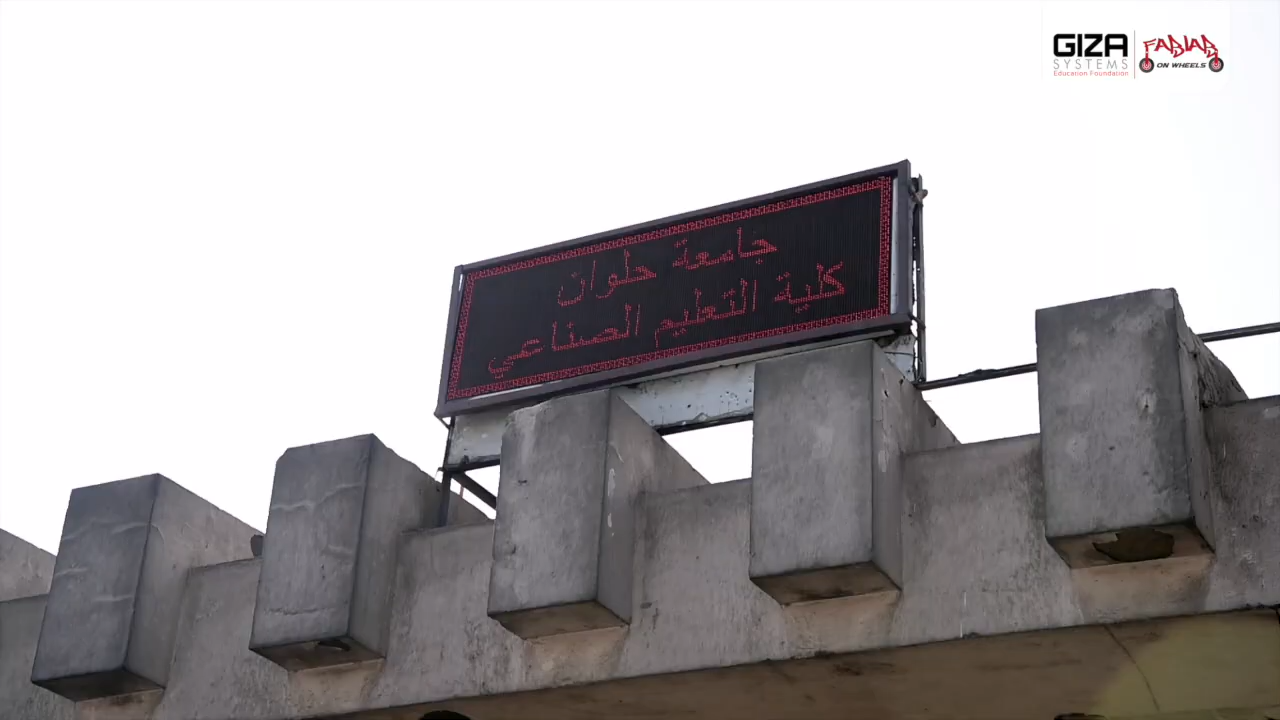 GIZA
SYSTEMS
Education Foundation
FABLAB
ON WHEELS
جامعة حلوان
كلية التعليم الصناعي